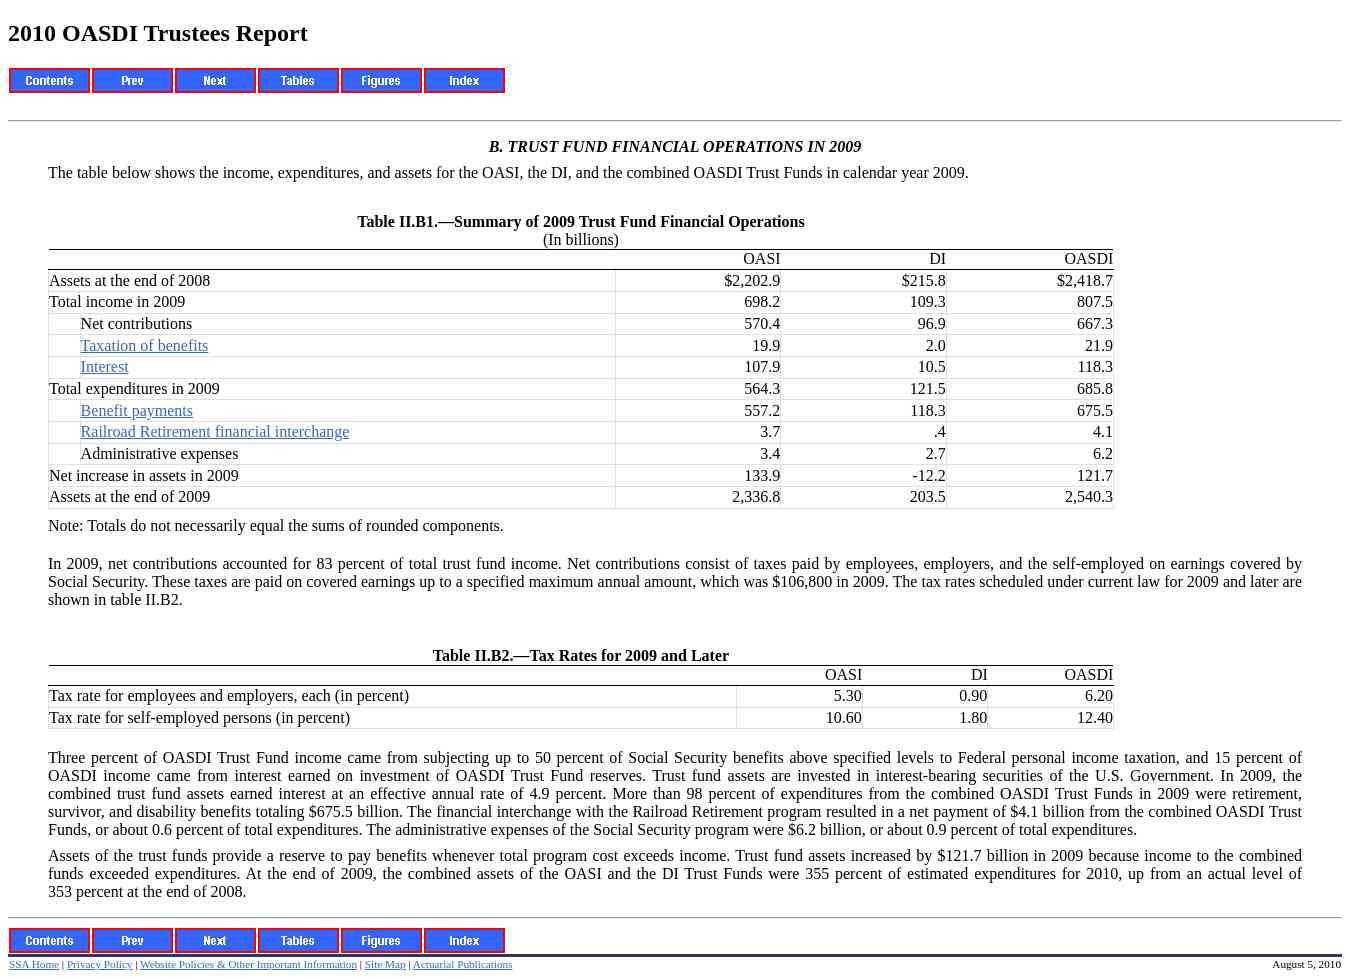 2010 OASDI Trustees Report
Contents Prev Next Tables Figures Index
B. TRUST FUND FINANCIAL OPERATIONS IN 2009
The table below shows the income, expenditures, and assets for the OASI, the DI, and the combined OASDI Trust Funds in calendar year 2009.
Table II.B1.—Summary of 2009 Trust Fund Financial Operations
(In billions)
OASI DI OASDI
Assets at the end of 2008 $2,202.9 $215.8 $2,418.7
Total income in 2009 698.2 109.3 807.5
Net contributions 570.4 96.9 667.3
Taxation of benefits 19.9 2.0 21.9
Interest 107.9 10.5 118.3
Total expenditures in 2009 564.3 121.5 685.8
Benefit payments 557.2 118.3 675.5
Railroad Retirement financial interchange 3.7 .4 4.1
Administrative expenses 3.4 2.7 6.2
Net increase in assets in 2009 133.9 -12.2 121.7
Assets at the end of 2009 2,336.8 203.5 2,540.3
Note: Totals do not necessarily equal the sums of rounded components.
In 2009, net contributions accounted for 83 percent of total trust fund income. Net contributions consist of taxes paid by employees, employers, and the self-employed on earnings covered by
Social Security. These taxes are paid on covered earnings up to a specified maximum annual amount, which was $106,800 in 2009. The tax rates scheduled under current law for 2009 and later are
shown in table II.B2.
Table II.B2.—Tax Rates for 2009 and Later
OASI DI OASDI
Tax rate for employees and employers, each (in percent) 5.30 0.90 6.20
Tax rate for self-employed persons (in percent) 10.60 1.80 12.40
Three percent of OASDI Trust Fund income came from subjecting up to 50 percent of Social Security benefits above specified levels to Federal personal income taxation, and 15 percent of
OASDI income came from interest earned on investment of OASDI Trust Fund reserves. Trust fund assets are invested in interest-bearing securities of the U.S. Government. In 2009, the
combined trust fund assets earned interest at an effective annual rate of 4.9 percent. More than 98 percent of expenditures from the combined OASDI Trust Funds in 2009 were retirement,
survivor, and disability benefits totaling $675.5 billion. The financial interchange with the Railroad Retirement program resulted in a net payment of $4.1 billion from the combined OASDI Trust
Funds, or about 0.6 percent of total expenditures. The administrative expenses of the Social Security program were $6.2 billion, or about 0.9 percent of total expenditures.
Assets of the trust funds provide a reserve to pay benefits whenever total program cost exceeds income. Trust fund assets increased by $121.7 billion in 2009 because income to the combined
funds exceeded expenditures. At the end of 2009, the combined assets of the OASI and the DI Trust Funds were 355 percent of estimated expenditures for 2010, up from an actual level of
353 percent at the end of 2008.
Contents Prev Next Tables Figures Index
SSA Home | Privacy Policy | Website Policies & Other Important Information | Site Map | Actuarial Publications August 5, 2010